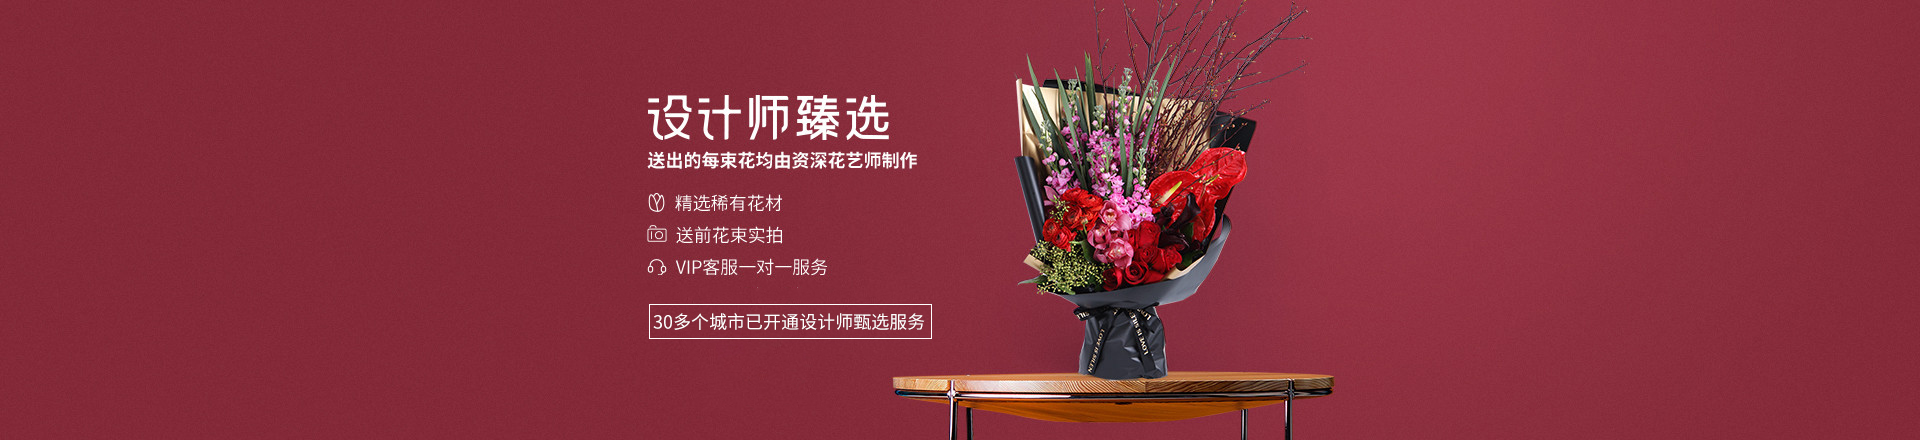 设计师臻选
送出的每束花均由资深花艺师制作
精选稀有花材
送前花束实拍
VIP客服一对一服务
30多个城市已开通设计师甄选服务